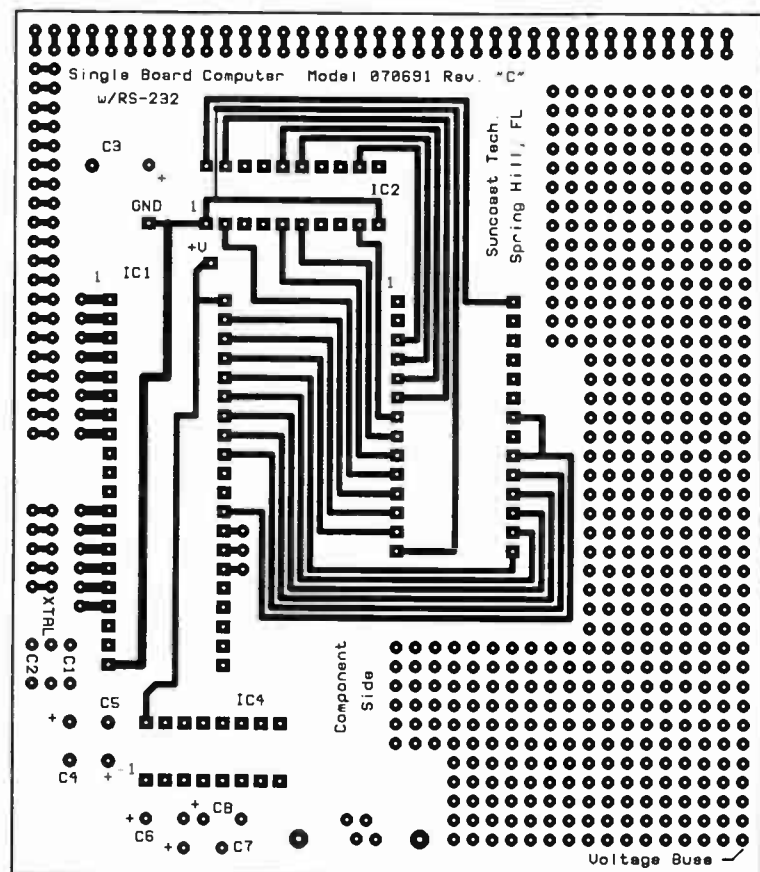 Single Board Computer Model 070691 Rev. "C"
w/RS-232
C3
+
IC2
Suncoast Tech.
Spring Hill, FL
GND
1
+V
IC1
1
1
XTAL
C2
C1
Component
Side
IC4
+
C5
C4
+
1
+
C6
+
C8
+
C7
Voltage Buss